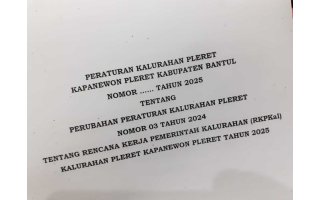 PERATURAN KALURAHAN PLERET
KAPANEWON PLERET KABUPATEN BANTUL
NOMOR ...... TAHUN 2025
TENTANG
PERUBAHAN PERATURAN KALURAHAN PLERET
NOMOR 03 TAHUN 2024
TENTANG RENCANA KERJA PEMERINTAH KALURAHAN (RKPKal)
KALURAHAN PLERET KAPANEWON PLERET TAHUN 2025